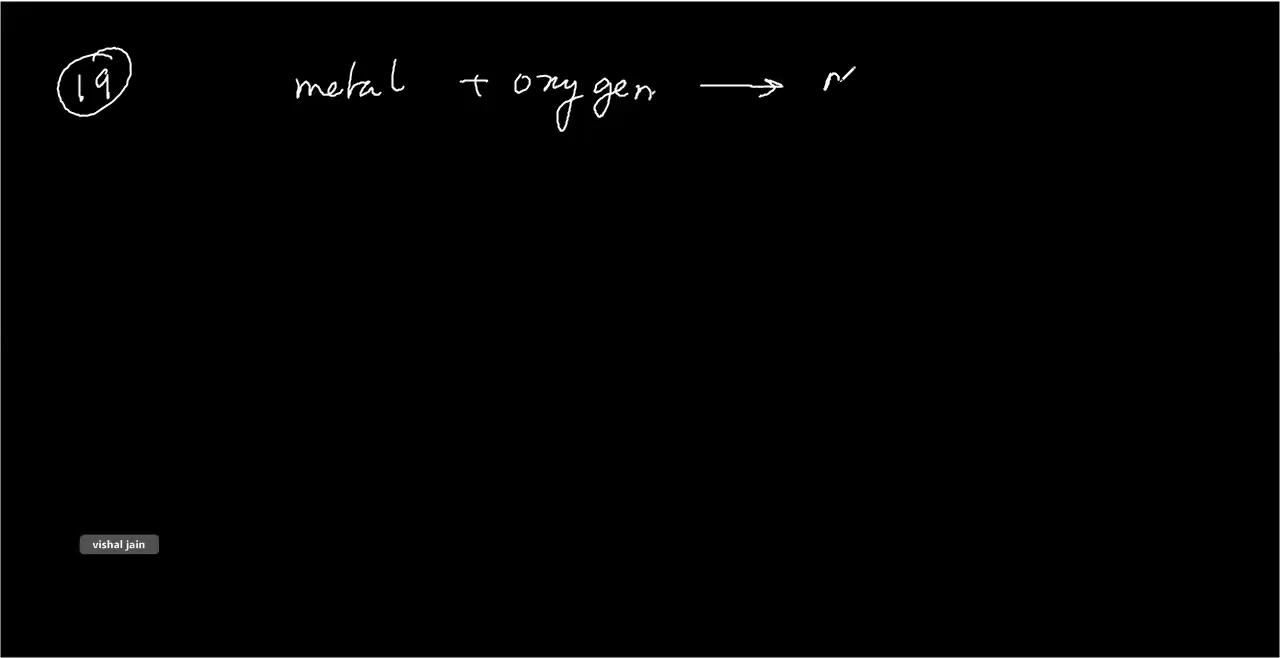 19 metal + oxygen → 
vishal jain